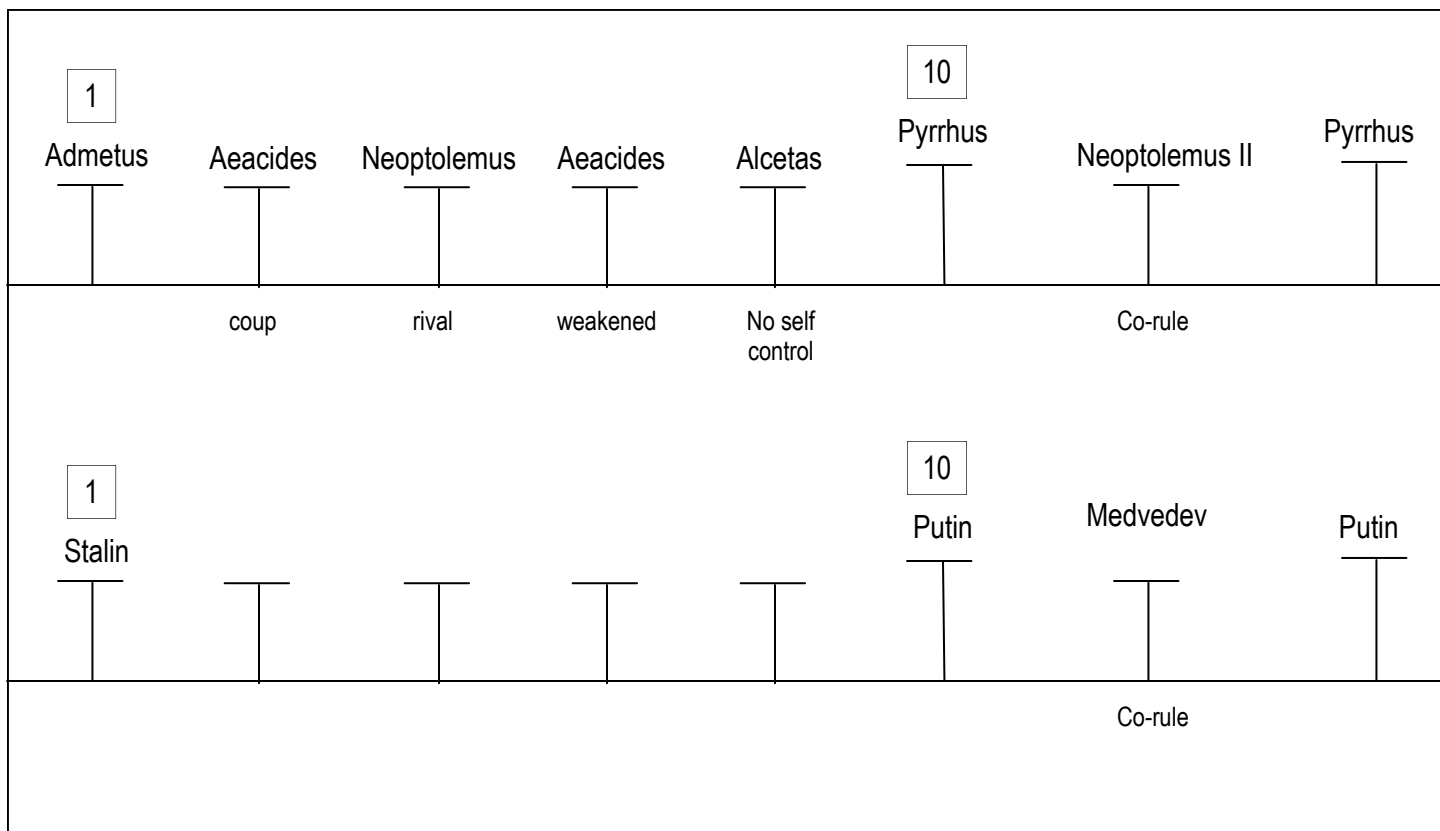 1
10
Admetus
Aeacides
Neoptolemus
Aeacides
Alcetas
Pyrrhus
Neoptolemus II
Pyrrhus
coup
rival
weakened
No self
control
Co-rule
1
10
Stalin
Putin
Medvedev
Putin
Co-rule